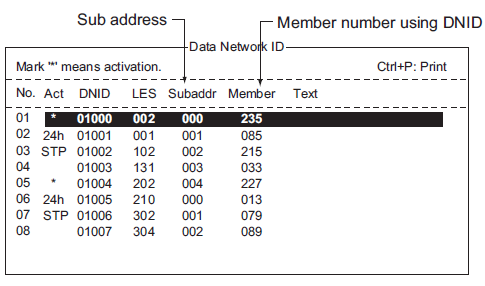 Sub address
Member number using DNID
Data Network ID
Mark '*' means activation. Ctrl+P: Print
No. Act DNID LES Subaddr Member Text
01 * 01000 002 000 235
02 24h 01001 001 001 085
03 STP 01002 102 002 215
04 01003 131 003 033
05 * 01004 202 004 227
06 24h 01005 210 000 013
07 STP 01006 302 001 079
08 01007 304 002 089